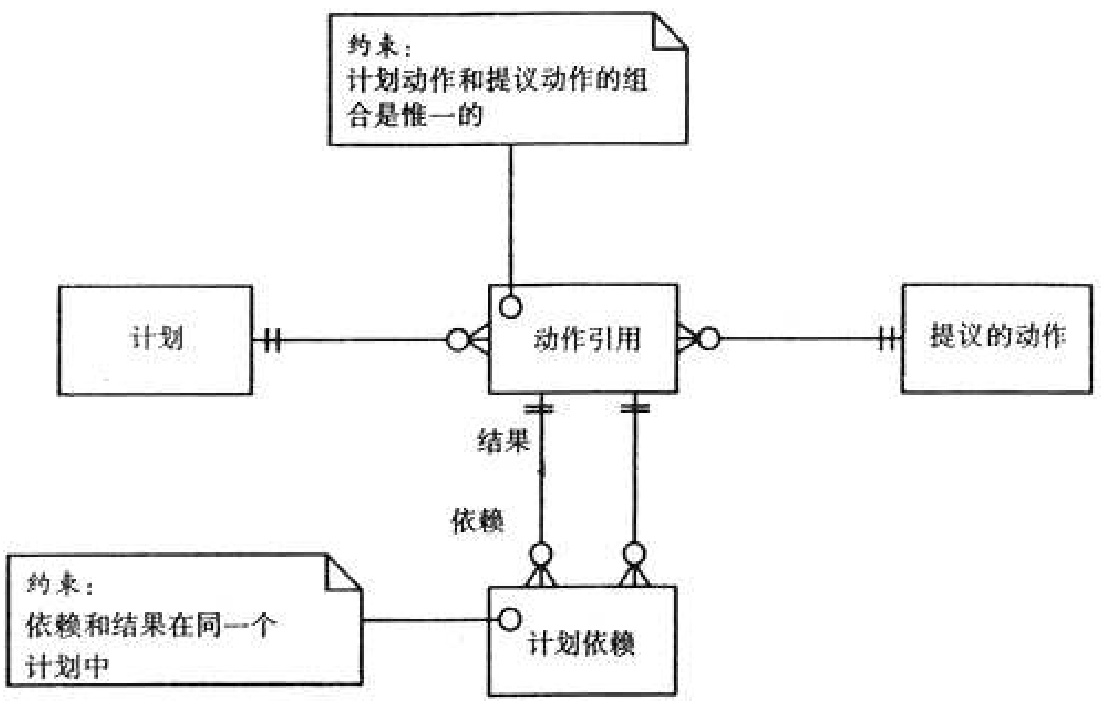 约束：
计划动作和提议动作的组
合是惟一的
计划
动作引用
提议的动作
结果
依赖
约束：
依赖和结果在同一个
计划中
计划依赖